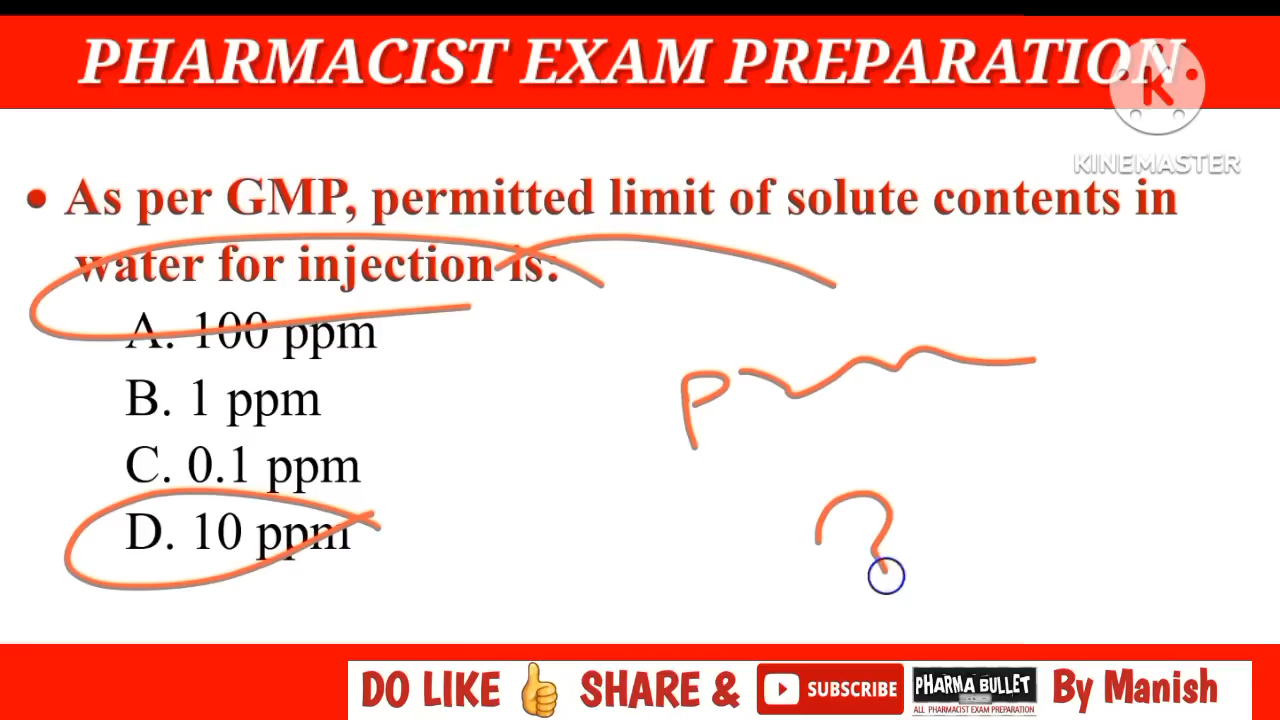 PHARMACIST EXAM PREPARATION
KINEMASTER
• As per GMP, permitted limit of solute contents in
water for injection is:
A. 100 ppm
B. 1 ppm
C. 0.1 ppm
D. 10 ppm
P
?
DO LIKE 👍 SHARE & SUBSCRIBE PHARMA BULLET By Manish
ALL PHARMACIST EXAM PREPARATION